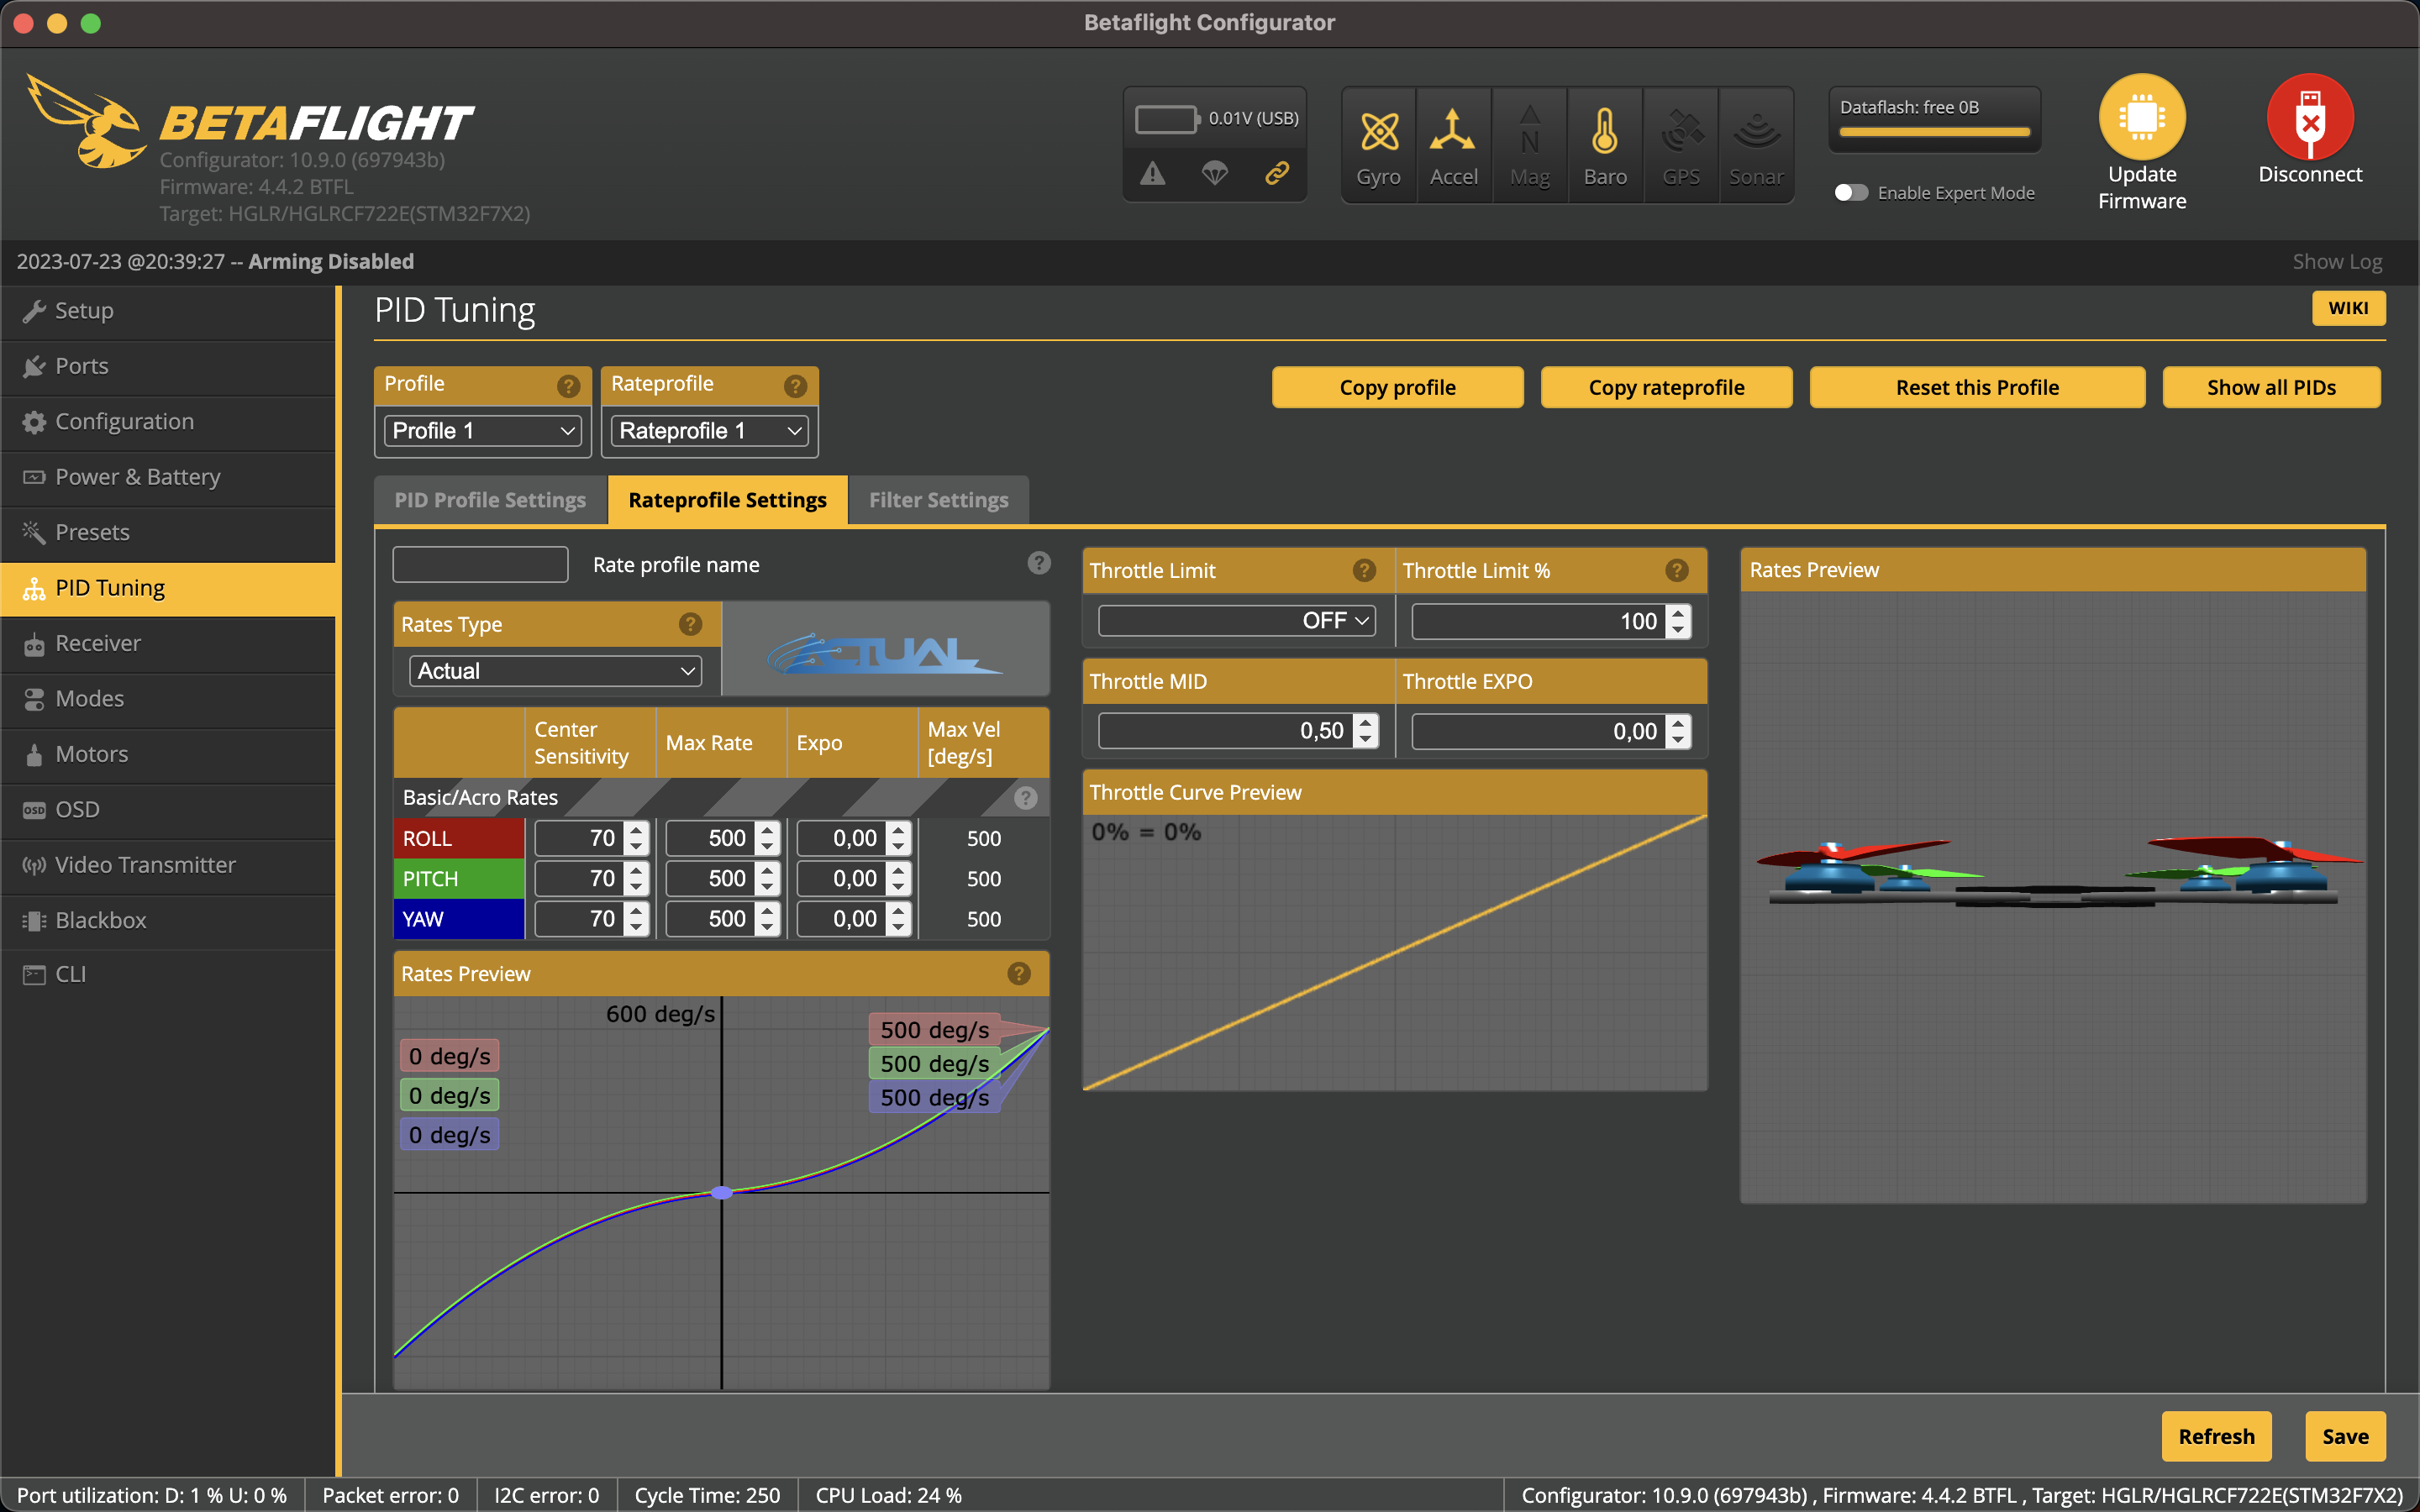 Betaflight Configurator
BETAFLIGHT
Configurator: 10.9.0 (697943b)
Firmware: 4.4.2 BTFL
Target: HGLR/HGLRCF722E(STM32F7X2)
0.01V (USB)
Gyro
Accel
N
Mag
Baro
GPS
Sonar
Dataflash: free 0B
Enable Expert Mode
Update
Firmware
Disconnect
2023-07-23 @20:39:27 -- Arming Disabled
Show Log
Setup
Ports
Configuration
Power & Battery
Presets
PID Tuning
Receiver
Modes
Motors
OSD OSD
Video Transmitter
Blackbox
CLI
PID Tuning
WIKI
Profile ?
Profile 1
Rateprofile ?
Rateprofile 1
Copy profile
Copy rateprofile
Reset this Profile
Show all PIDs
PID Profile Settings
Rateprofile Settings
Filter Settings
Rate profile name ?
Rates Type ?
Actual
ACTUAL
Center
Sensitivity
Max Rate
Expo
Max Vel
[deg/s]
Basic/Acro Rates ?
ROLL 70 500 0,00 500
PITCH 70 500 0,00 500
YAW 70 500 0,00 500
Rates Preview ?
600 deg/s
0 deg/s
0 deg/s
0 deg/s
500 deg/s
500 deg/s
500 deg/s
Throttle Limit ?
OFF
Throttle Limit % ?
100
Throttle MID
0,50
Throttle EXPO
0,00
Throttle Curve Preview
0% = 0%
Rates Preview
Refresh
Save
Port utilization: D: 1 % U: 0 %
Packet error: 0
I2C error: 0
Cycle Time: 250
CPU Load: 24 %
Configurator: 10.9.0 (697943b) , Firmware: 4.4.2 BTFL , Target: HGLR/HGLRCF722E(STM32F7X2)